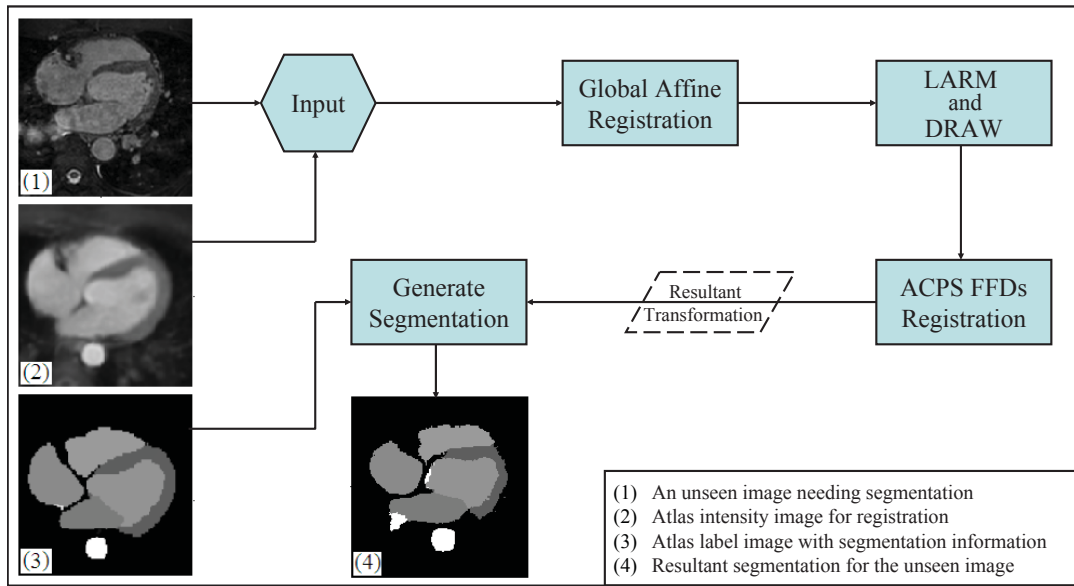 (1)
Input
Global Affine
Registration
LARM
and
DRAW
(2)
Generate
Segmentation
Resultant
Transformation
ACPS FFDs
Registration
(3)
(4)
(1) An unseen image needing segmentation
(2) Atlas intensity image for registration
(3) Atlas label image with segmentation information
(4) Resultant segmentation for the unseen image